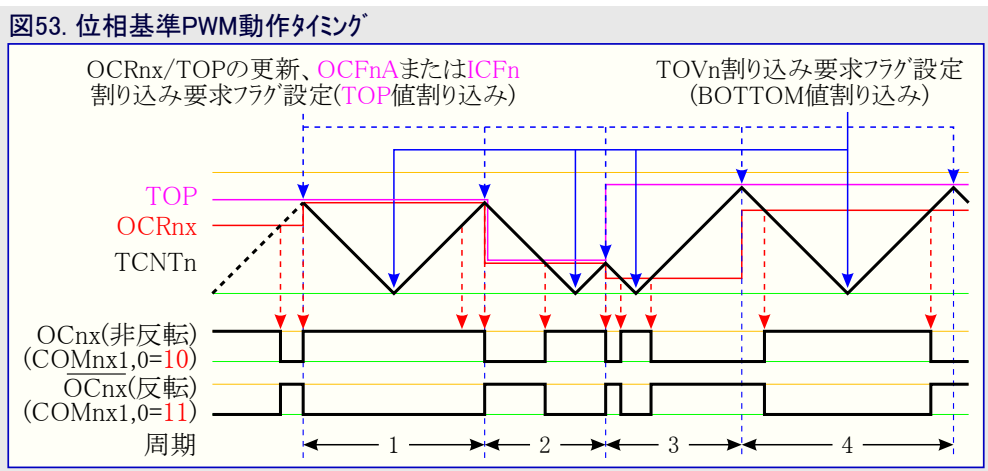 図53. 位相基準PWM動作タイミング
OCRnx/TOPの更新、OCFnAまたはICFn
割り込み要求フラグ設定(TOP値割り込み)
TOVn割り込み要求フラグ設定
(BOTTOM値割り込み)
TOP
OCRnx
TCNTn
OCnx(非反転)
(COMnx1,0=10)
OCnx(反転)
(COMnx1,0=11)
周期
1
2
3
4